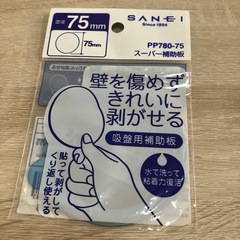 直径 75mm
SANEI
Since 1954
75mm
PP780-75
スーパー補助板
壁を傷めず
きれいに
剥がせる
吸盤用補助板
貼って剥がして
くり返し使える
水で洗って
粘着力復活